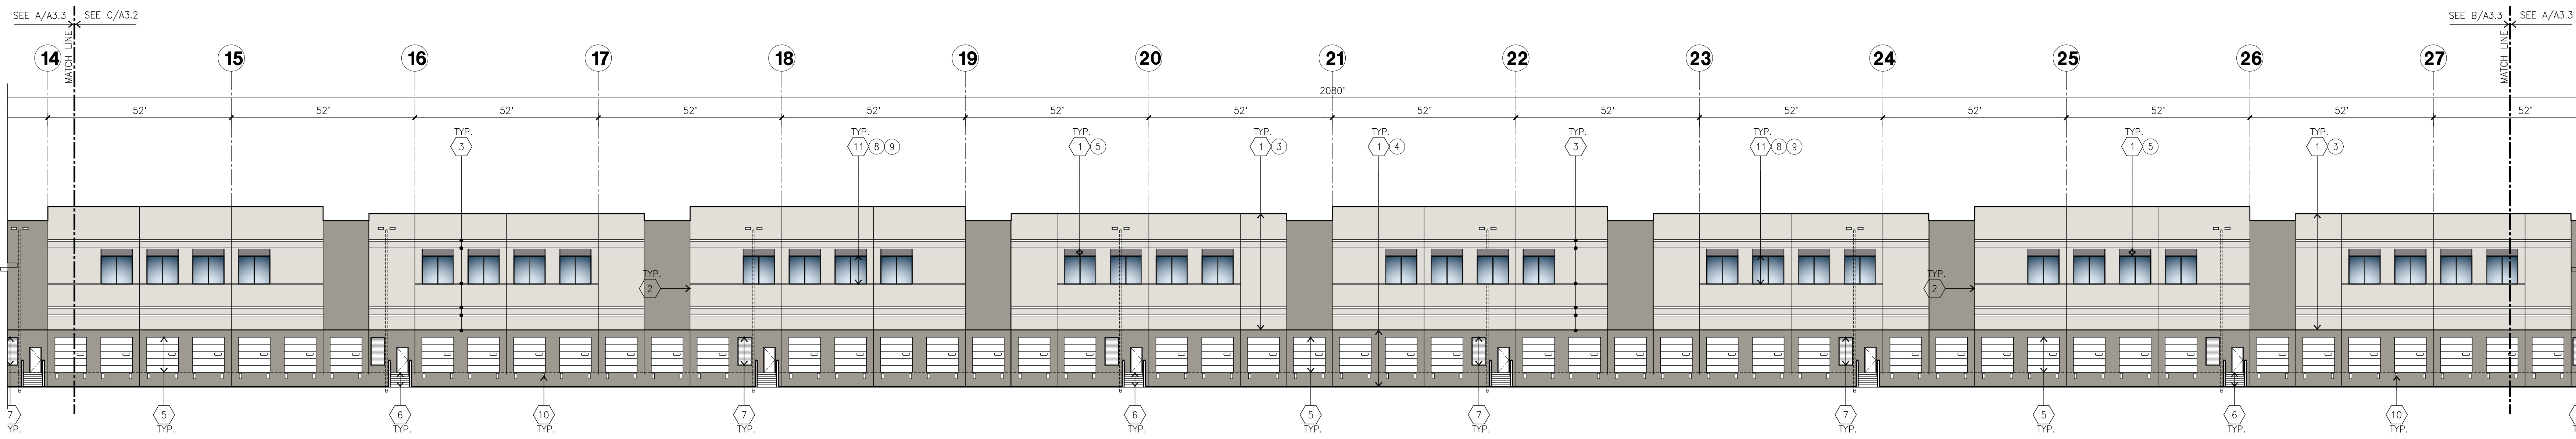 SEE A/A3.3
SEE C/A3.2
SEE B/A3.3
SEE A/A3.3
MATCH LINE
MATCH LINE
14 15 16 17 18 19 20 21 22 23 24 25 26 27
2080'
52' 52' 52' 52' 52' 52' 52' 52' 52' 52' 52' 52' 52' 52'
TYP. TYP. TYP. TYP. TYP. TYP. TYP. TYP. TYP.
3 11 8 9 1 5 1 3 1 4 3 11 8 9 1 5 1 3
TYP. TYP.
2 2
7 5 6 10 7 6 5 7 7 5 6 10
YP. TYP. TYP. TYP. TYP. TYP. TYP. TYP. TYP. TYP. TYP. TYP.